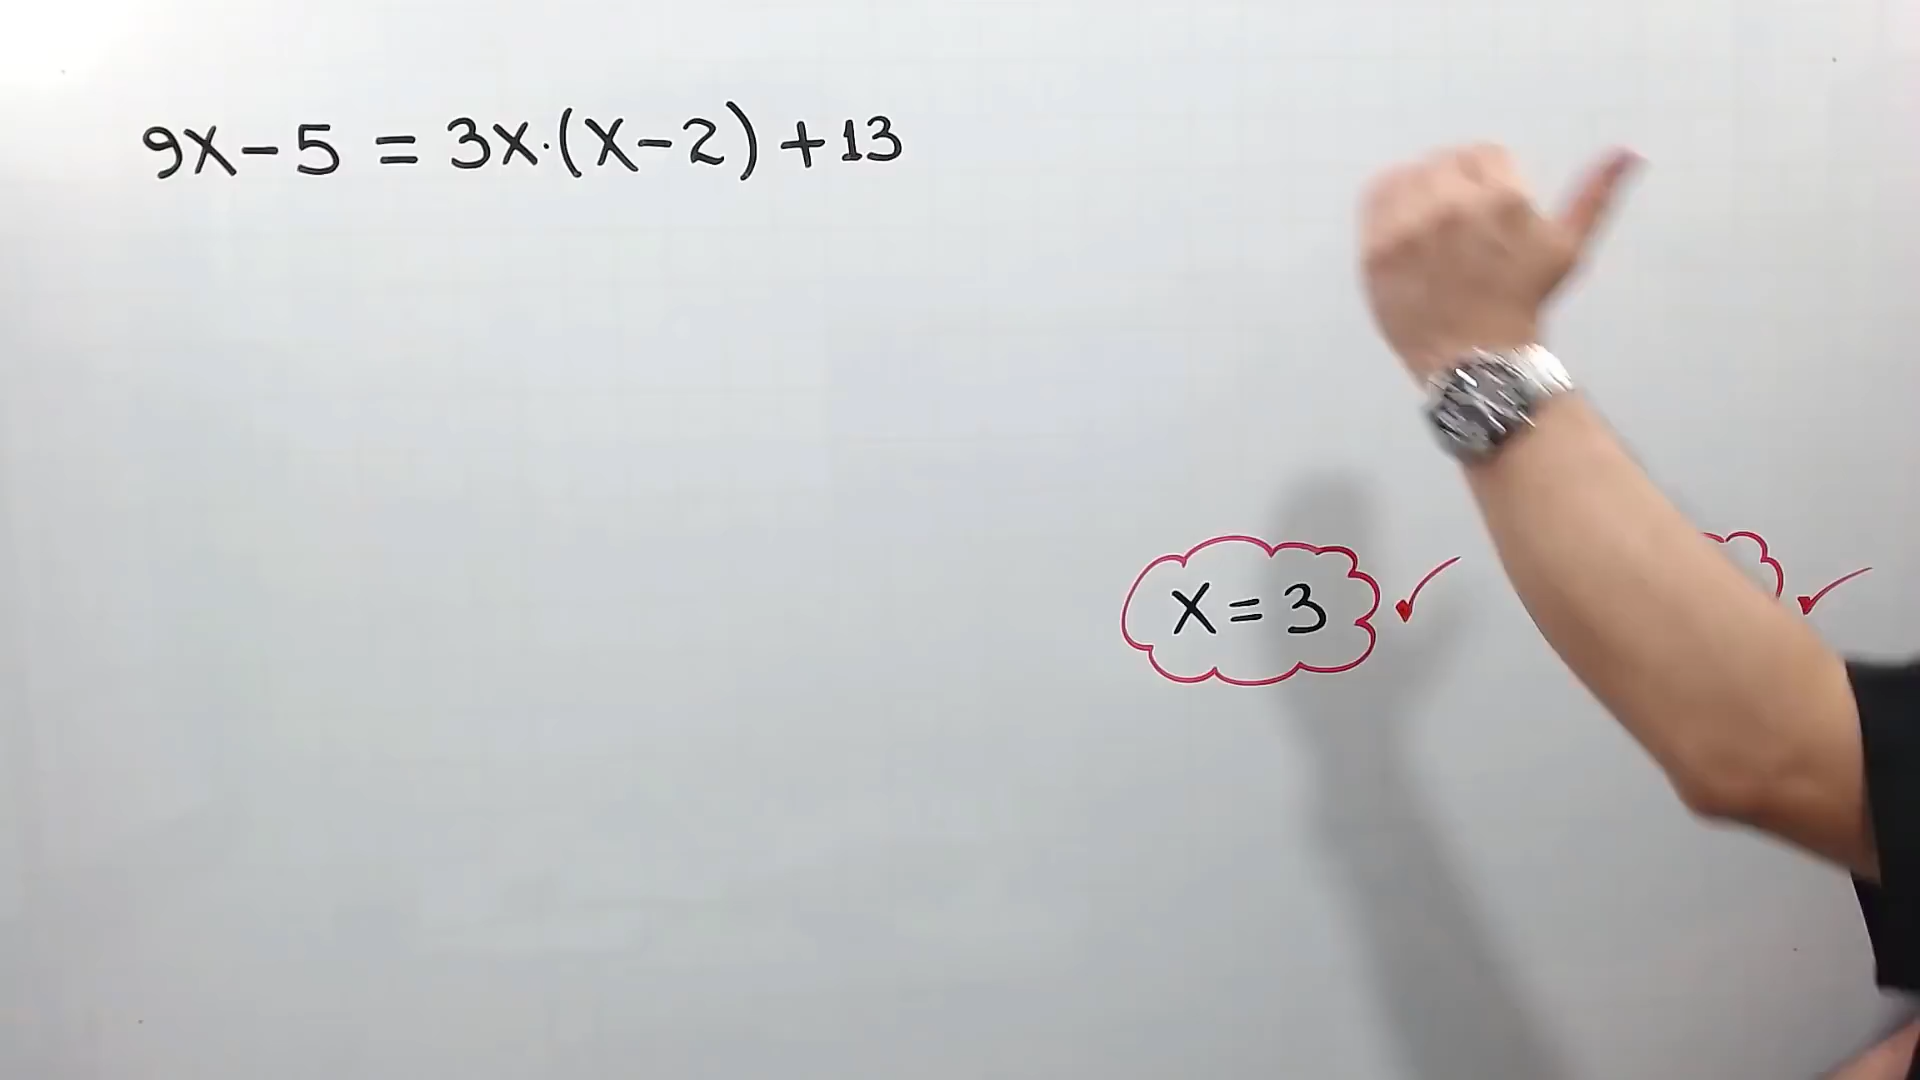 9x-5 = 3x·(x-2)+13
x=3